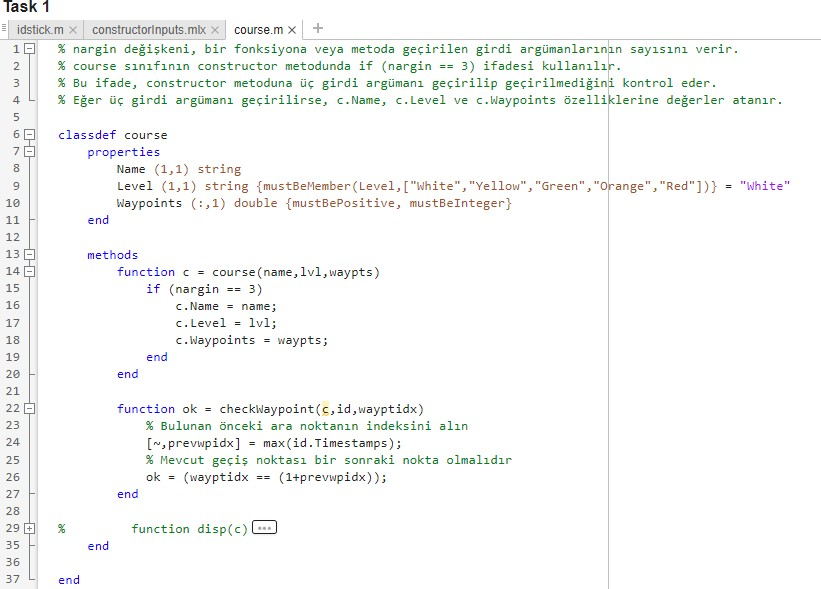 Task 1
idstick.m × constructorInputs.mlx × course.m × +
1 % nargin değişkeni, bir fonksiyona veya metoda geçirilen girdi argümanlarının sayısını verir.
2 % course sınıfının constructor metodunda if (nargin == 3) ifadesi kullanılır.
3 % Bu ifade, constructor metoduna üç girdi argümanı geçirilip geçirilmediğini kontrol eder.
4 % Eğer üç girdi argümanı geçirilirse, c.Name, c.Level ve c.Waypoints özelliklerine değerler atanır.
5
6 classdef course
7 properties
8 Name (1,1) string
9 Level (1,1) string {mustBeMember(Level,["White","Yellow","Green","Orange","Red"])} = "White"
10 Waypoints (:,1) double {mustBePositive, mustBeInteger}
11 end
12
13 methods
14 function c = course(name,lvl,waypts)
15 if (nargin == 3)
16 c.Name = name;
17 c.Level = lvl;
18 c.Waypoints = waypts;
19 end
20 end
21
22 function ok = checkWaypoint(c,id,wayptidx)
23 % Bulunan önceki ara noktanın indeksini alın
24 [~,prevwpidx] = max(id.Timestamps);
25 % Mevcut geçiş noktası bir sonraki nokta olmalıdır
26 ok = (wayptidx == (1+prevwpidx));
27 end
28
29 % function disp(c) ...
35 end
36
37 end